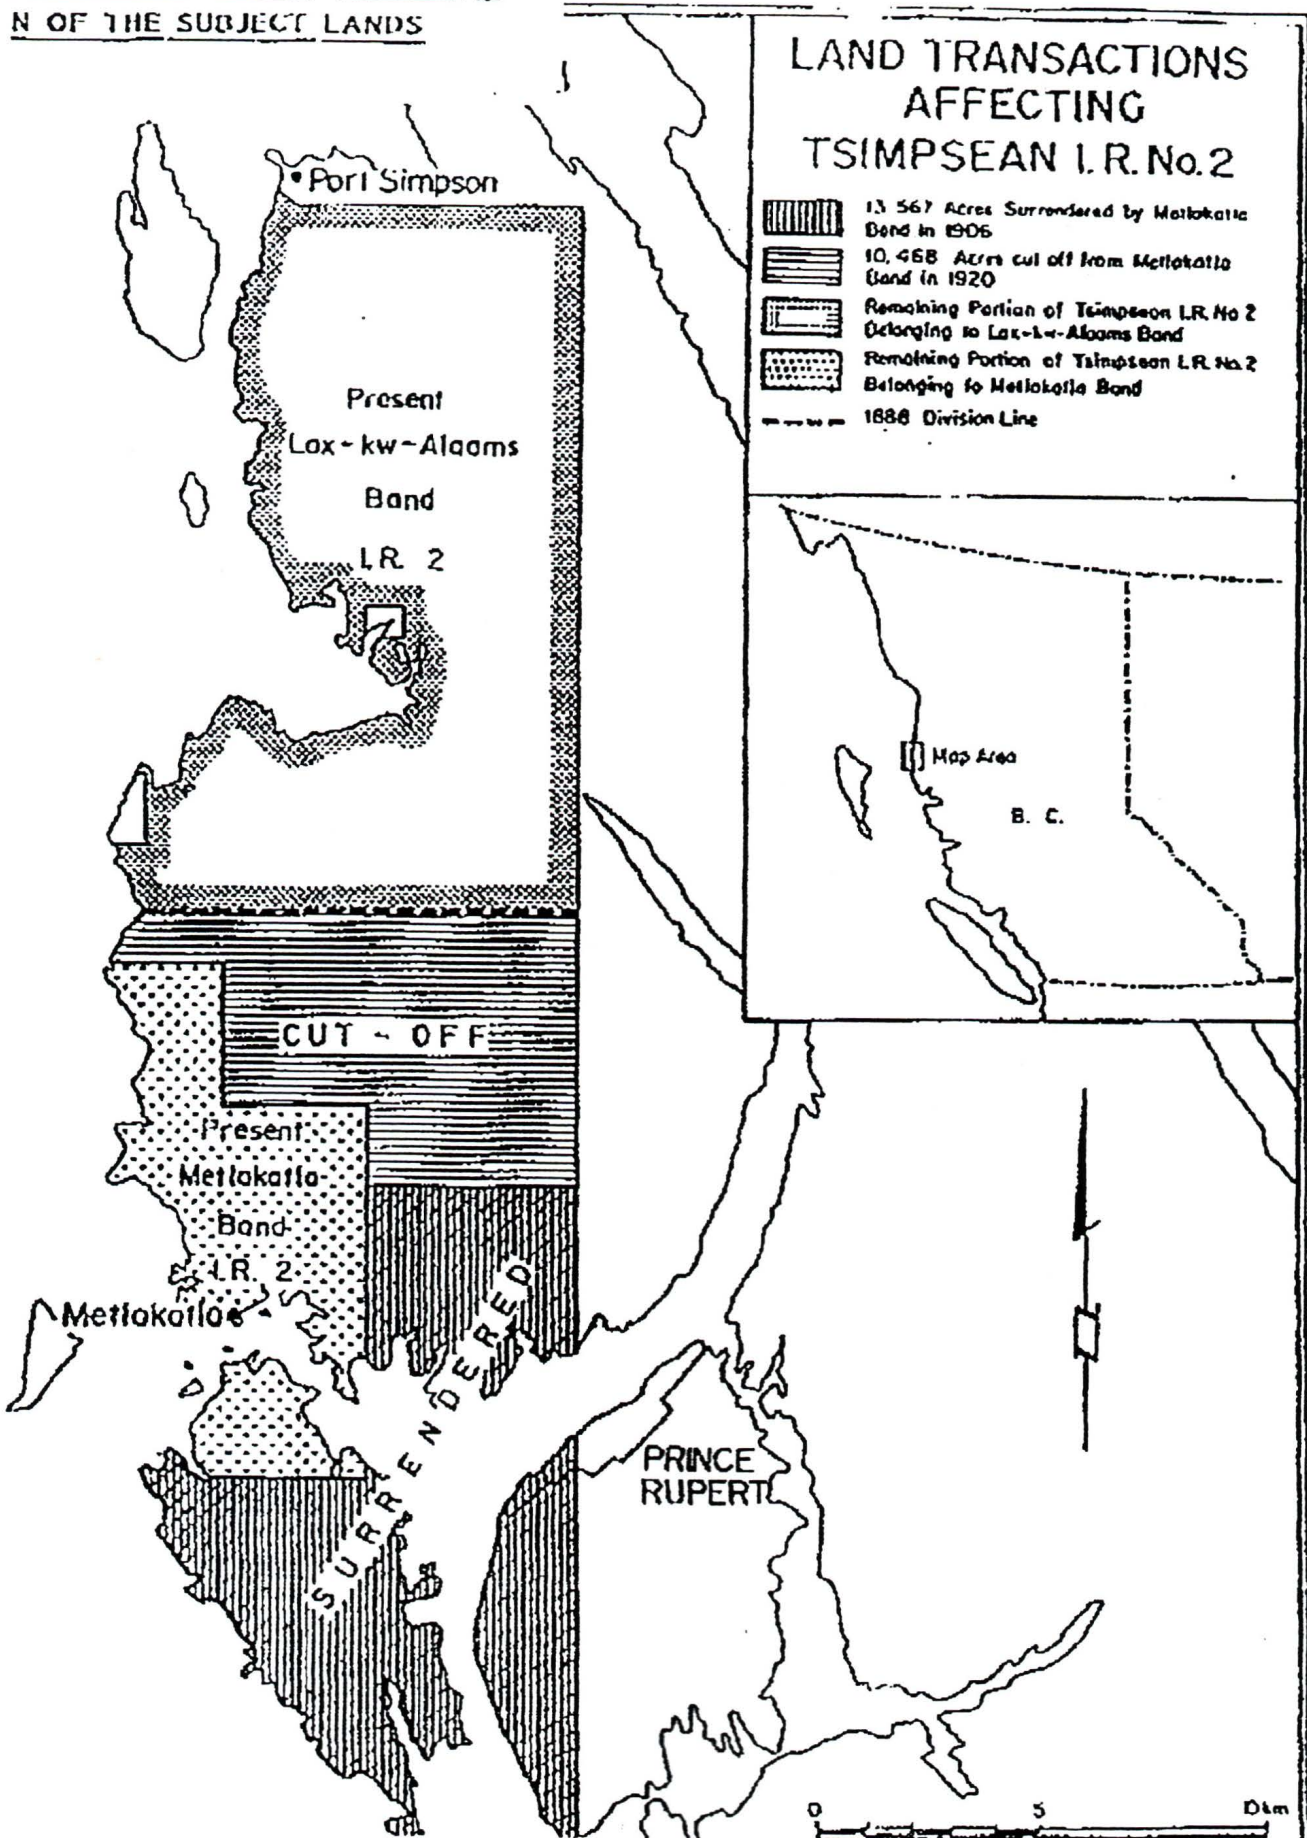 N OF THE SUBJECT LANDS
LAND TRANSACTIONS
AFFECTING
TSIMPSEAN I.R. No. 2
13 567 Acres Surrendered by Metlakatla
Band in 1906
10,468 Acres cut off from Metlakatla
Band in 1920
Remaining Portion of Tsimpsean I.R. No 2
Belonging to Lax-kw-Alaams Band
Remaining Portion of Tsimpsean I.R. No. 2
Belonging to Metlakatla Band
1888 Division Line
Port Simpson
Present
Lax-kw-Alaams
Band
I.R. 2
Map Area
B. C.
CUT - OFF
Present
Metlakatla
Band
I.R. 2
Metlakatla
SURRENDERED
PRINCE
RUPERT
0 5 10km